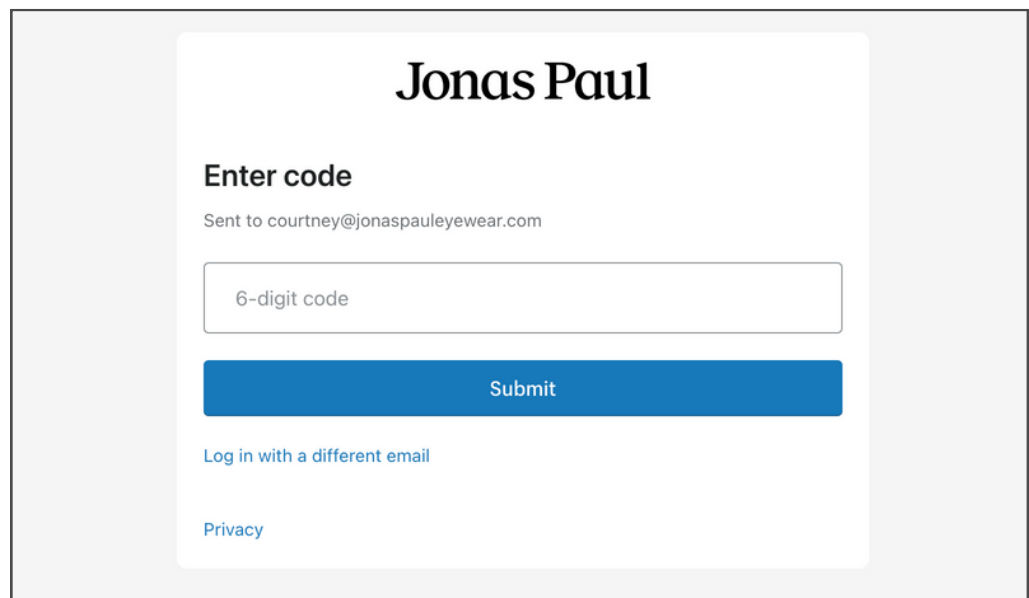 Jonas Paul
Enter code
Sent to courtney@jonaspauleyewear.com
6-digit code
Submit
Log in with a different email
Privacy